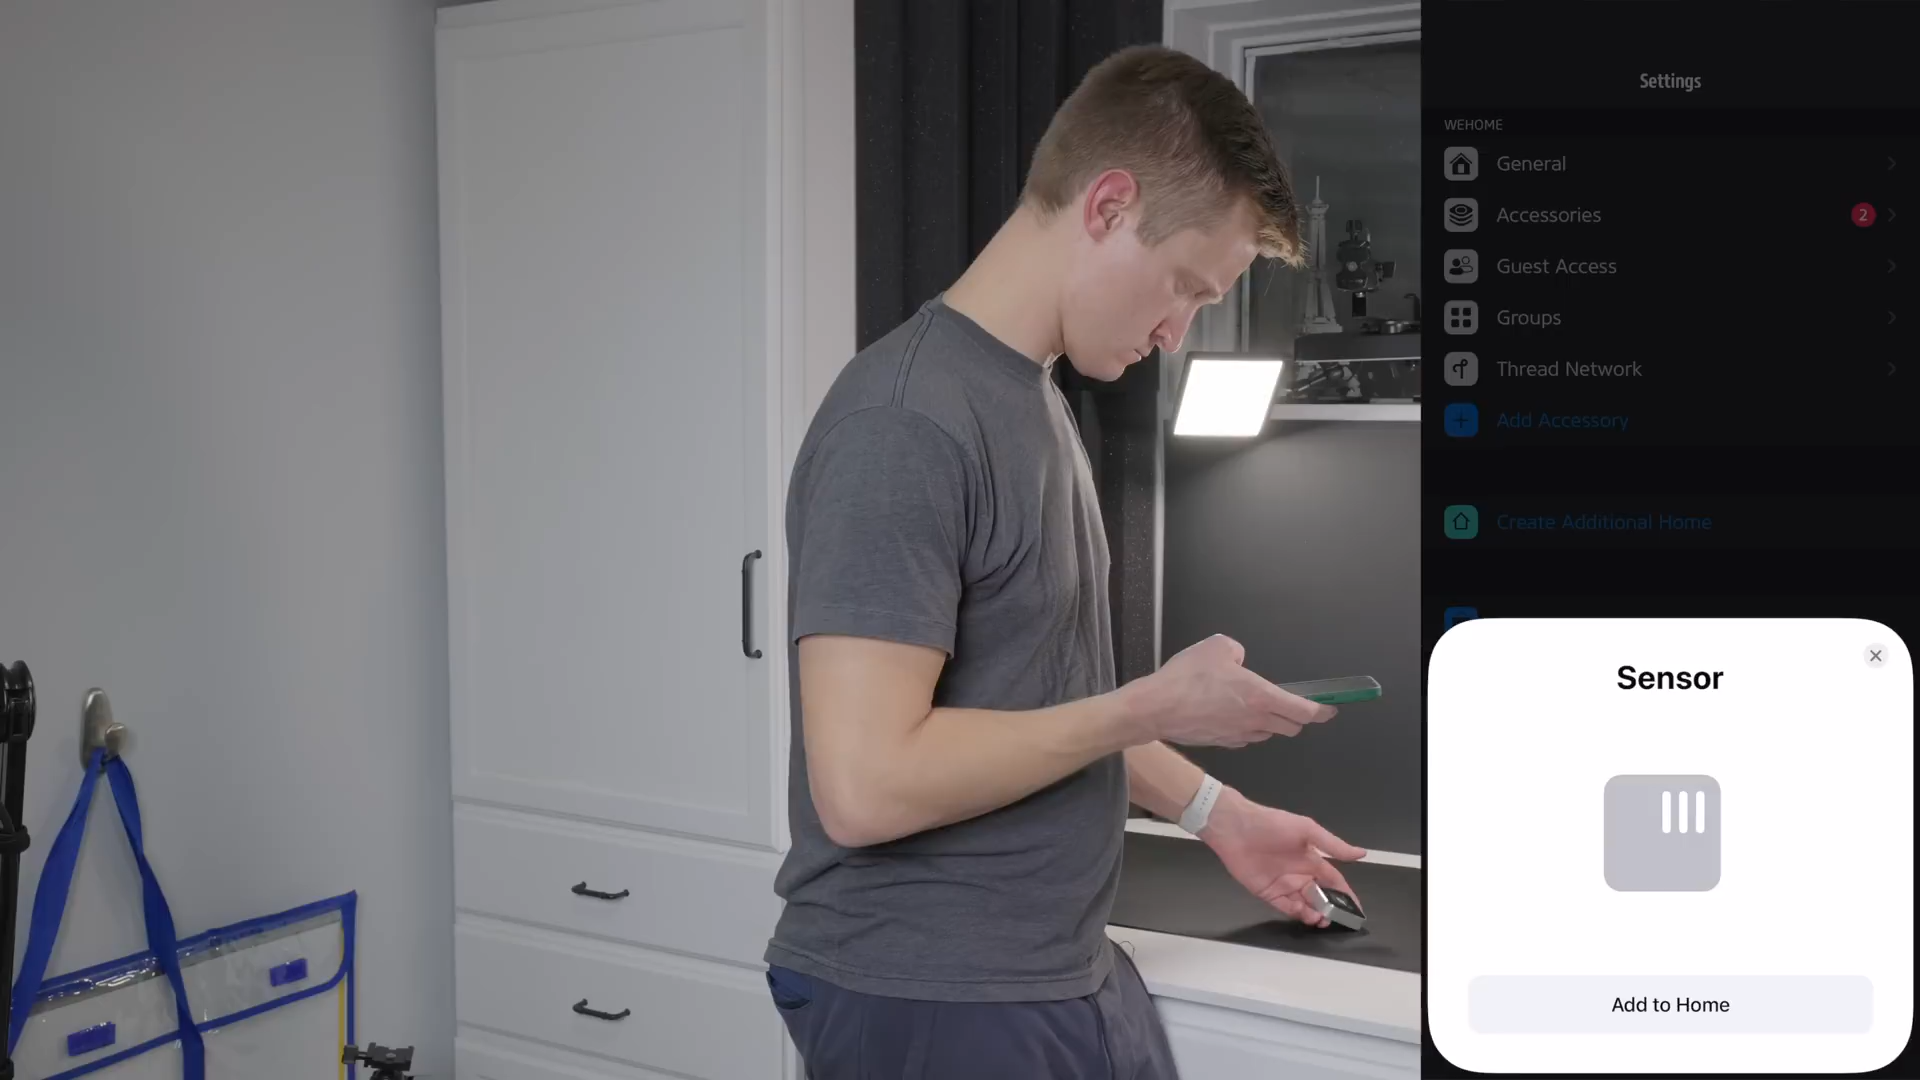 Settings
WEHOME
General
Accessories
2
Guest Access
Groups
Thread Network
Add Accessory
Create Additional Home
Sensor
Add to Home